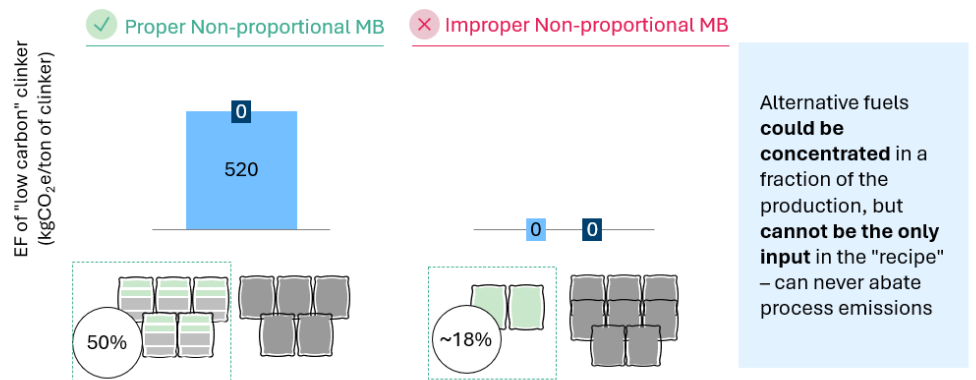 Proper Non-proportional MB
Improper Non-proportional MB
EF of "low carbon" clinker
(kgCO₂e/ton of clinker)
0
520
0
0
50%
~18%
Alternative fuels
could be
concentrated in a
fraction of the
production, but
cannot be the only
input in the "recipe"
– can never abate
process emissions